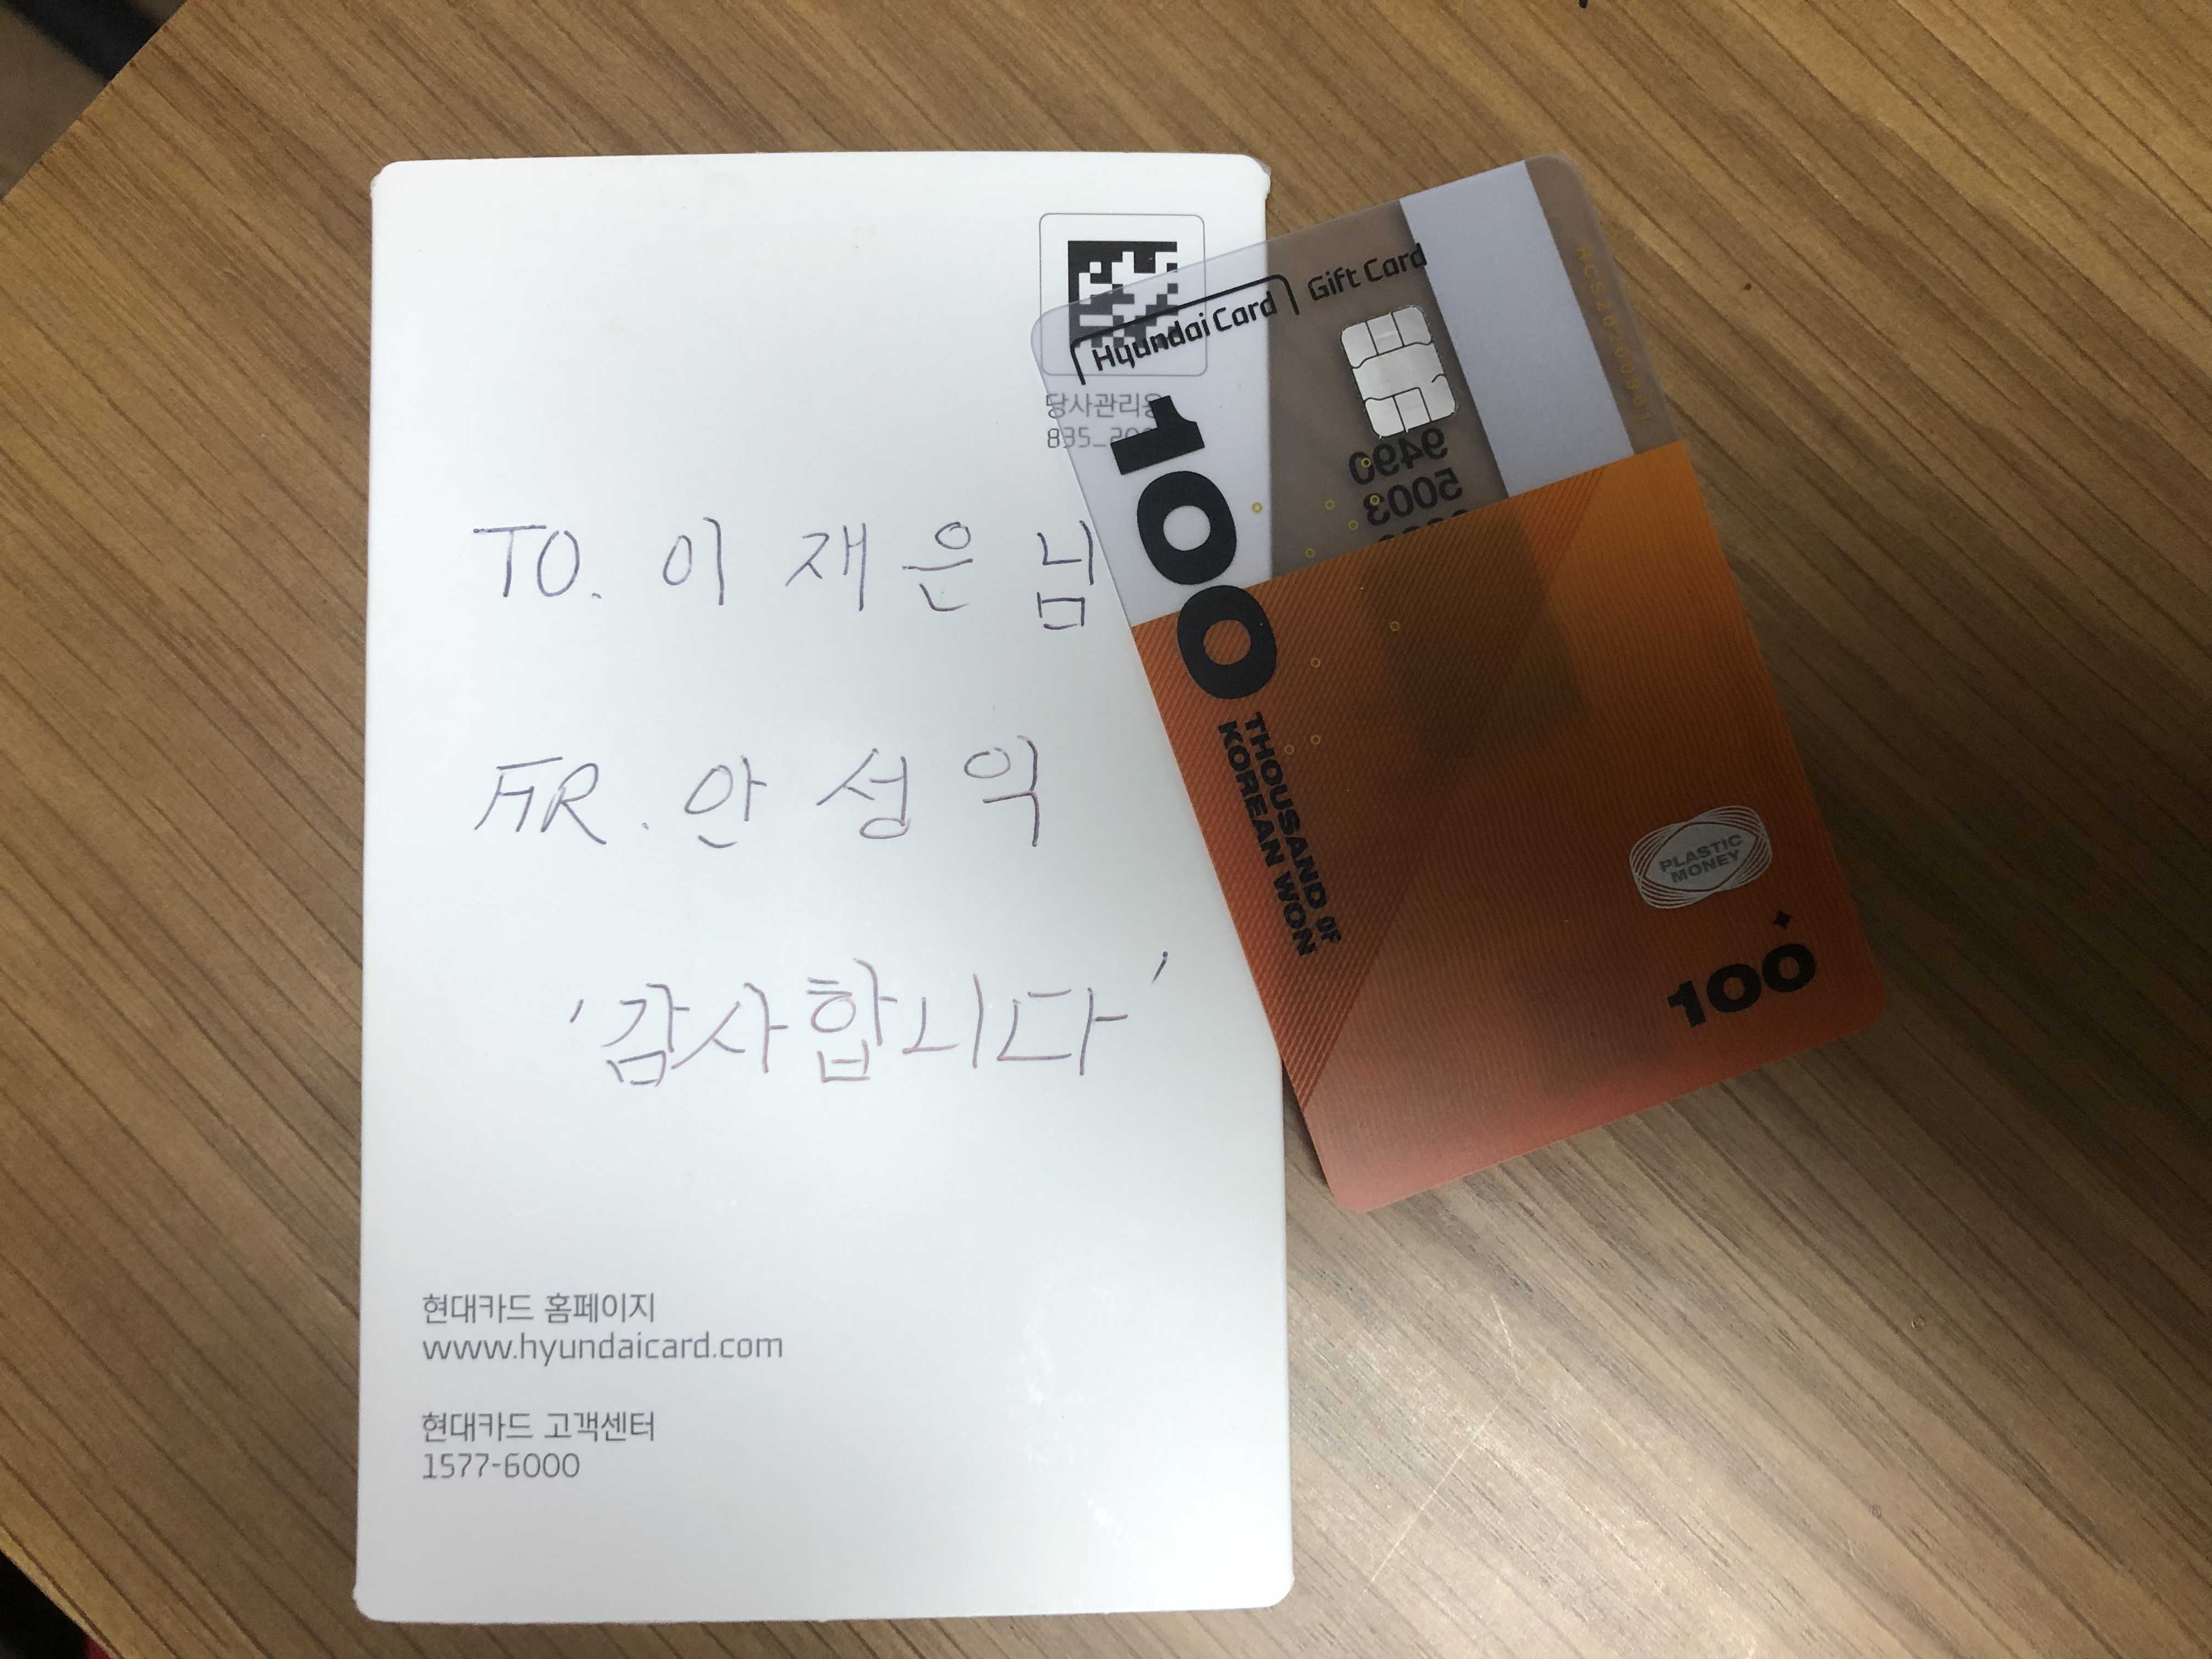 당사관리용
TO. 이재은 님
FR. 안성익
'감사합니다'
현대카드 홈페이지
www.hyundaicard.com
현대카드 고객센터
1577-6000
Hyundai Card Gift Card
100
THOUSAND OF
KOREAN WON
9490
5003
PLASTIC
MONEY
100